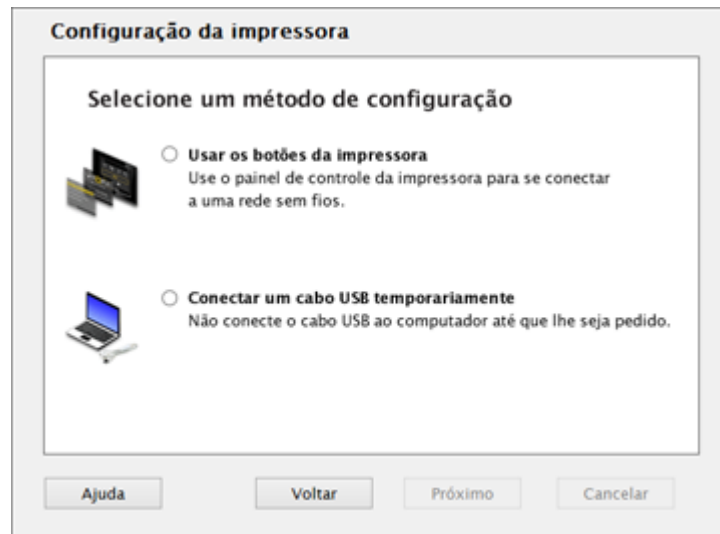 Configuração da impressora
Selecione um método de configuração
Usar os botões da impressora
Use o painel de controle da impressora para se conectar
a uma rede sem fios.
Conectar um cabo USB temporariamente
Não conecte o cabo USB ao computador até que lhe seja pedido.
Ajuda
Voltar
Próximo
Cancelar